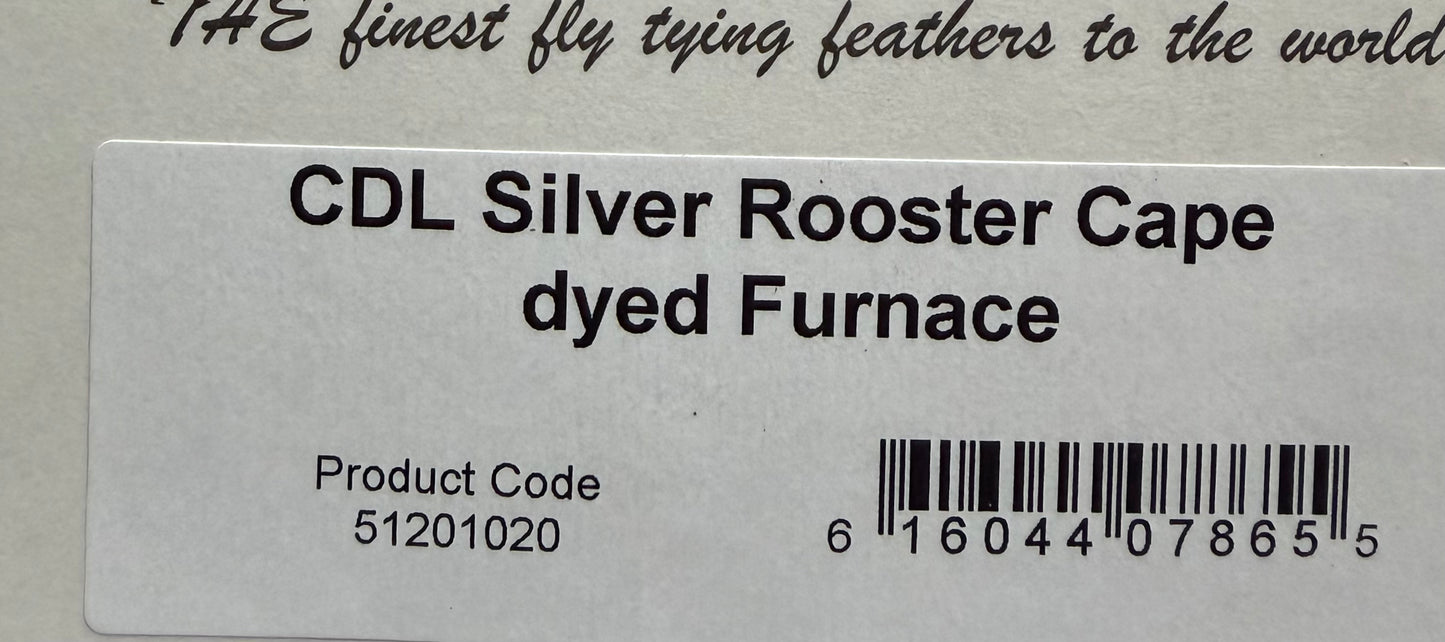 THE finest fly tying feathers to the world
CDL Silver Rooster Cape
dyed Furnace
Product Code
51201020
6 16044 07865 5